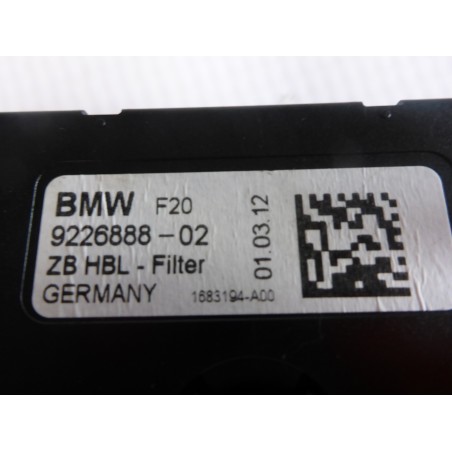 BMW F20
9226888-02
ZB HBL - Filter
GERMANY 1683194-A00
01.03.12